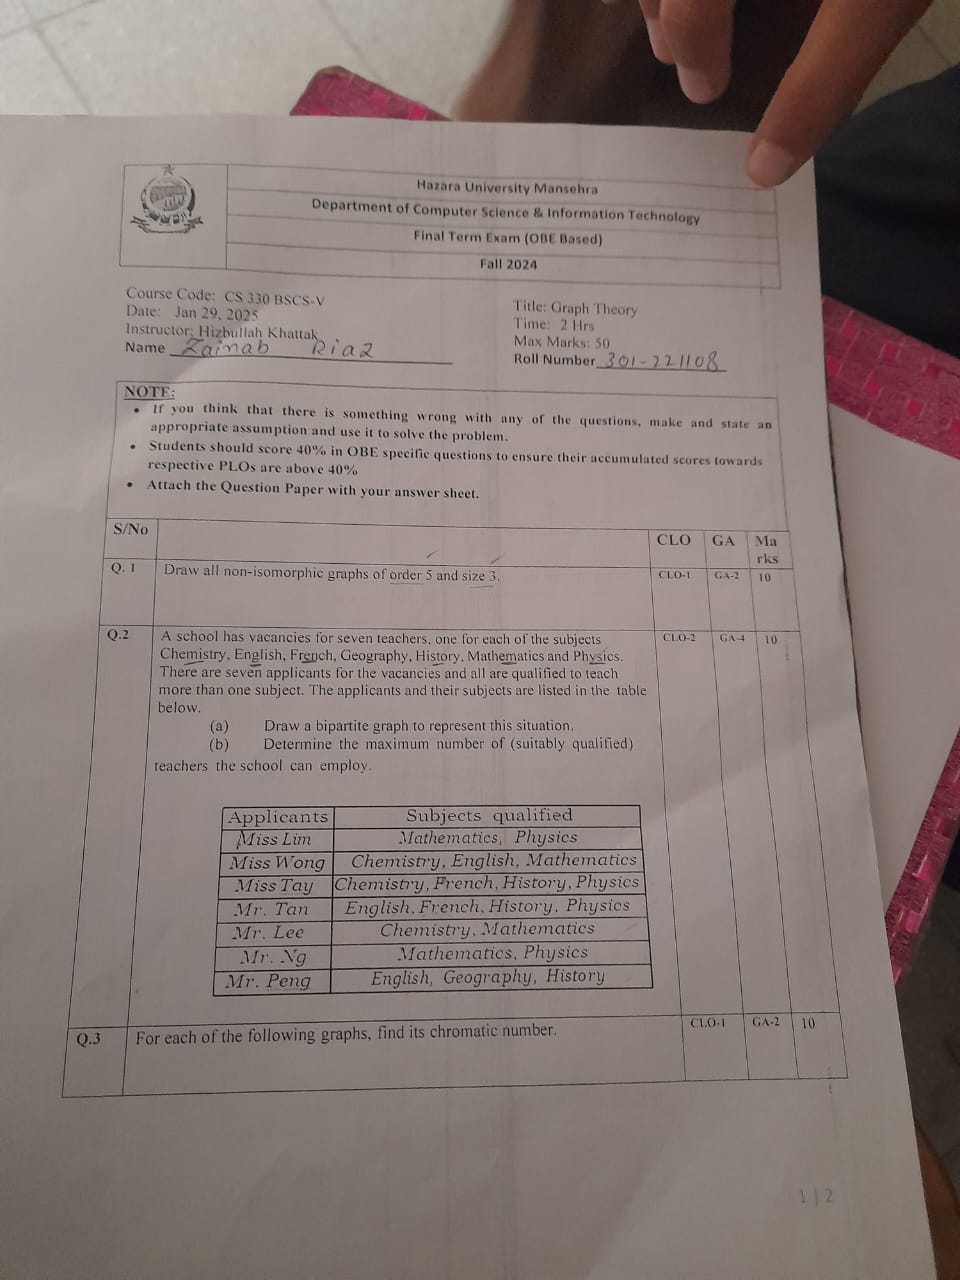 Hazara University Mansehra
Department of Computer Science & Information Technology
Final Term Exam (OBE Based)
Fall 2024
Course Code: CS 330 BSCS-V
Date: Jan 29, 2025
Instructor: Hizbullah Khattak
Name Zainab Riaz
Title: Graph Theory
Time: 2 Hrs
Max Marks: 50
Roll Number 301-221108
NOTE:
• If you think that there is something wrong with any of the questions, make and state an
appropriate assumption and use it to solve the problem.
• Students should score 40% in OBE specific questions to ensure their accumulated scores towards
respective PLOs are above 40%
• Attach the Question Paper with your answer sheet.
S/No CLO GA Ma
rks
Q. 1 Draw all non-isomorphic graphs of order 5 and size 3. CLO-1 GA-2 10
Q.2 A school has vacancies for seven teachers, one for each of the subjects CLO-2 GA-4 10
Chemistry, English, French, Geography, History, Mathematics and Physics.
There are seven applicants for the vacancies and all are qualified to teach
more than one subject. The applicants and their subjects are listed in the table
below.
(a) Draw a bipartite graph to represent this situation.
(b) Determine the maximum number of (suitably qualified)
teachers the school can employ.
Applicants Subjects qualified
Miss Lim Mathematics, Physics
Miss Wong Chemistry, English, Mathematics
Miss Tay Chemistry, French, History, Physics
Mr. Tan English, French, History, Physics
Mr. Lee Chemistry, Mathematics
Mr. Ng Mathematics, Physics
Mr. Peng English, Geography, History
Q.3 For each of the following graphs, find its chromatic number. CLO-1 GA-2 10
1 | 2